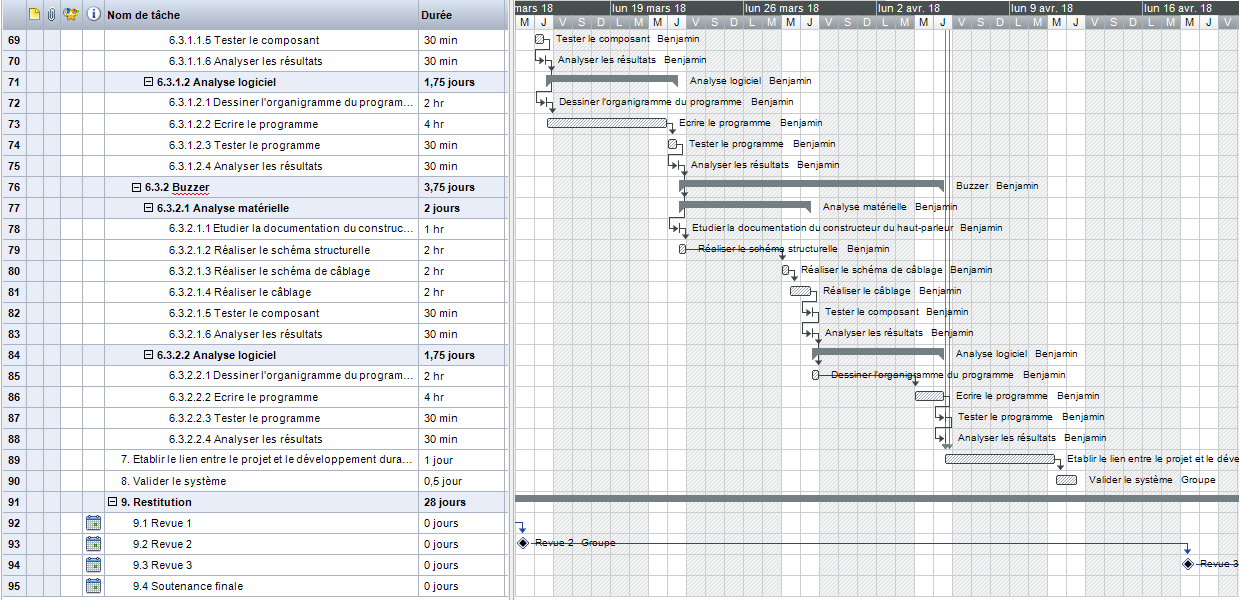 Nom de tâche Durée mars 18 lun 19 mars 18 lun 26 mars 18 lun 2 avr. 18 lun 9 avr. 18 lun 16 avr. 18
M J V S D L M M J V S D L M M J V S D L M M J V S D L M M J V S D L M M J V
69 6.3.1.1.5 Tester le composant 30 min Tester le composant Benjamin
70 6.3.1.1.6 Analyser les résultats 30 min Analyser les résultats Benjamin
71 6.3.1.2 Analyse logiciel 1,75 jours Analyse logiciel Benjamin
72 6.3.1.2.1 Dessiner l'organigramme du program... 2 hr Dessiner l'organigramme du programme Benjamin
73 6.3.1.2.2 Ecrire le programme 4 hr Ecrire le programme Benjamin
74 6.3.1.2.3 Tester le programme 30 min Tester le programme Benjamin
75 6.3.1.2.4 Analyser les résultats 30 min Analyser les résultats Benjamin
76 6.3.2 Buzzer 3,75 jours Buzzer Benjamin
77 6.3.2.1 Analyse matérielle 2 jours Analyse matérielle Benjamin
78 6.3.2.1.1 Etudier la documentation du construc... 1 hr Etudier la documentation du constructeur du haut-parleur Benjamin
79 6.3.2.1.2 Réaliser le schéma structurelle 2 hr Réaliser le schéma structurelle Benjamin
80 6.3.2.1.3 Réaliser le schéma de câblage 2 hr Réaliser le schéma de câblage Benjamin
81 6.3.2.1.4 Réaliser le câblage 2 hr Réaliser le câblage Benjamin
82 6.3.2.1.5 Tester le composant 30 min Tester le composant Benjamin
83 6.3.2.1.6 Analyser les résultats 30 min Analyser les résultats Benjamin
84 6.3.2.2 Analyse logiciel 1,75 jours Analyse logiciel Benjamin
85 6.3.2.2.1 Dessiner l'organigramme du program... 2 hr Dessiner l'organigramme du programme Benjamin
86 6.3.2.2.2 Ecrire le programme 4 hr Ecrire le programme Benjamin
87 6.3.2.2.3 Tester le programme 30 min Tester le programme Benjamin
88 6.3.2.2.4 Analyser les résultats 30 min Analyser les résultats Benjamin
89 7. Etablir le lien entre le projet et le développement dura... 1 jour Etablir le lien entre le projet et le déve
90 8. Valider le système 0,5 jour Valider le système Groupe
91 9. Restitution 28 jours
92 9.1 Revue 1 0 jours
93 9.2 Revue 2 0 jours Revue 2 Groupe
94 9.3 Revue 3 0 jours Revue 3
95 9.4 Soutenance finale 0 jours